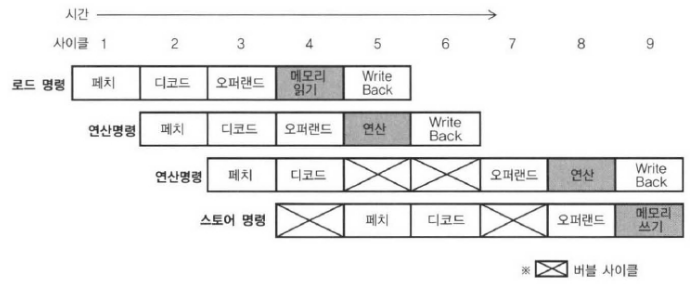 시간
사이클 1 2 3 4 5 6 7 8 9
로드 명령 페치 디코드 오퍼랜드 메모리 Write
읽기 Back
연산명령 페치 디코드 오퍼랜드 연산 Write
Back
연산명령 페치 디코드 오퍼랜드 연산 Write
Back
스토어 명령 페치 디코드 오퍼랜드 메모리
쓰기
※ 버블 사이클